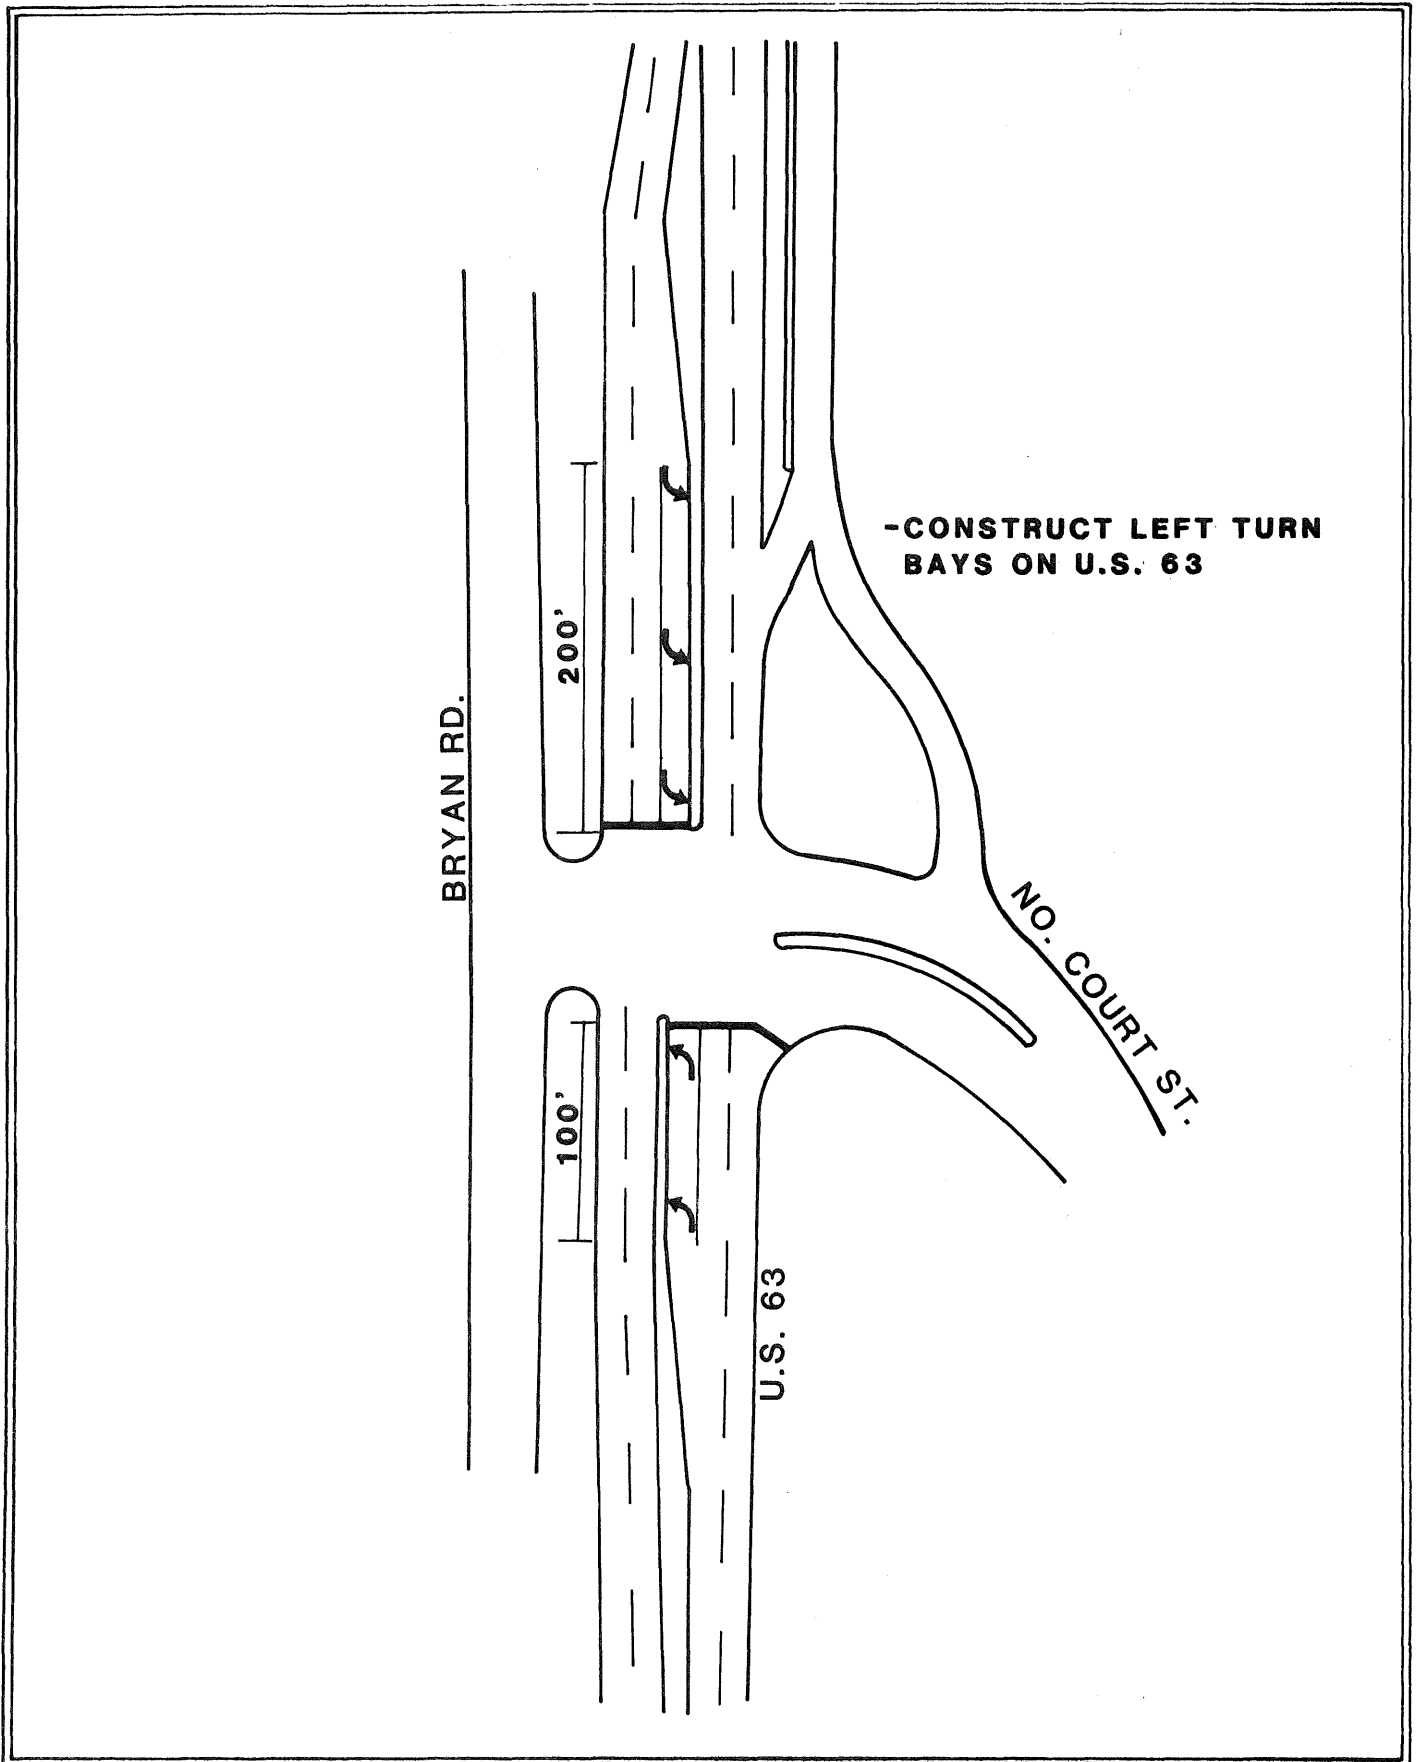 -CONSTRUCT LEFT TURN
BAYS ON U.S. 63
200'
BRYAN RD.
NO. COURT ST.
100'
U.S. 63